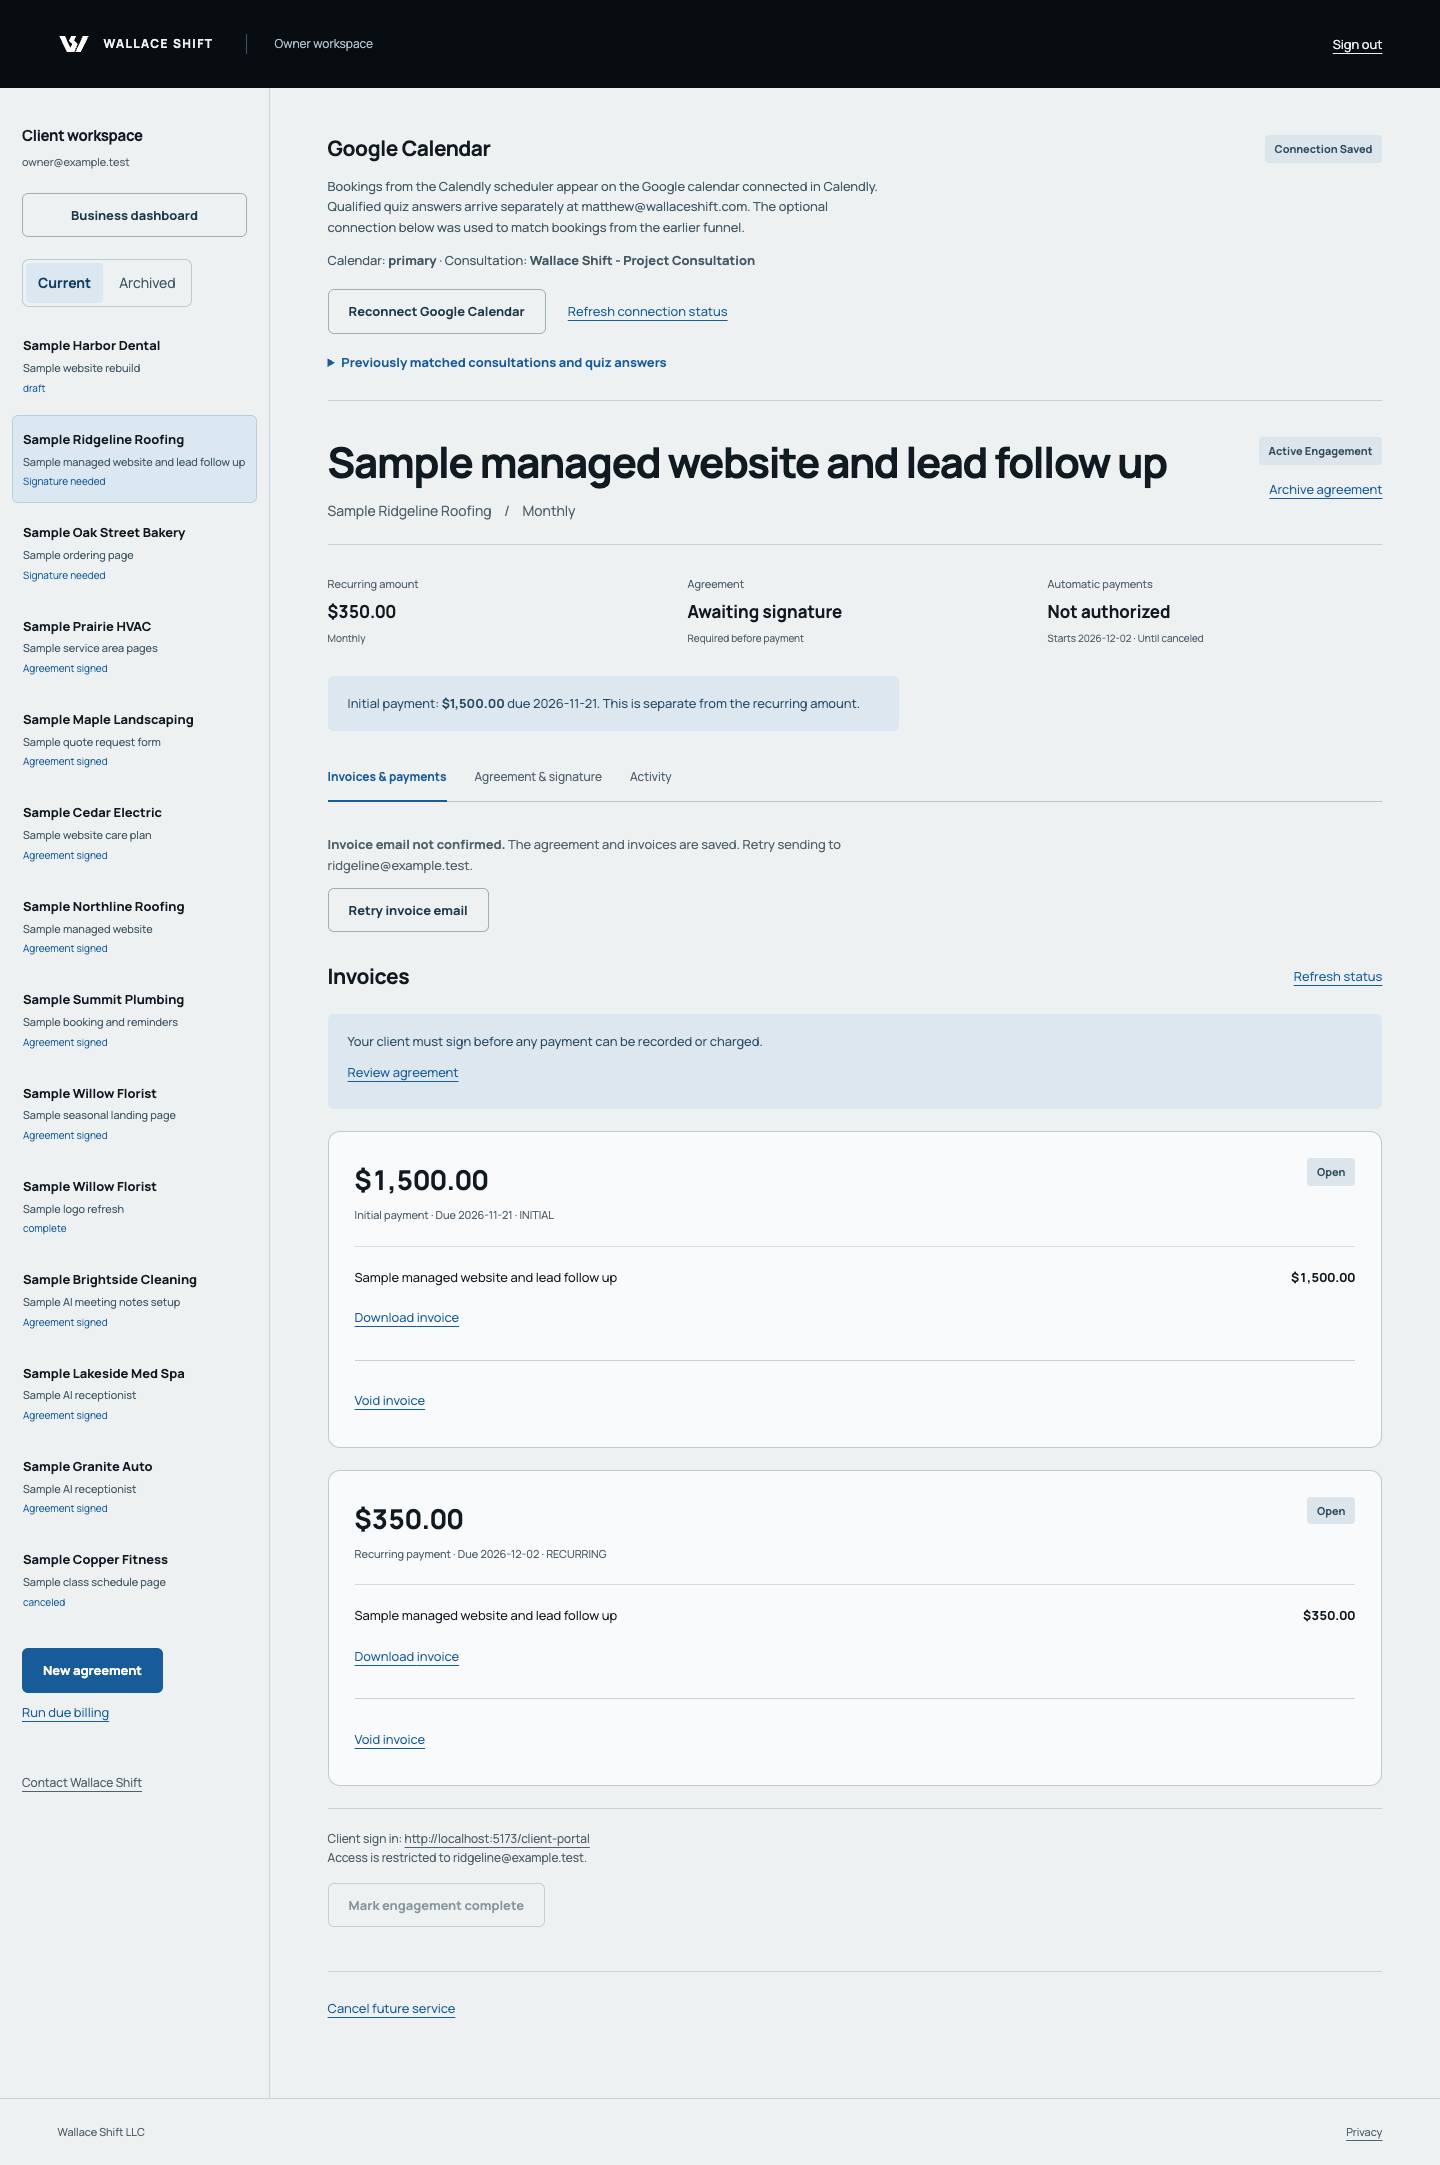 WALLACE SHIFT
Owner workspace
Sign out
Client workspace
owner@example.test
Business dashboard
Current
Archived
Sample Harbor Dental
Sample website rebuild
draft
Sample Ridgeline Roofing
Sample managed website and lead follow up
Signature needed
Sample Oak Street Bakery
Sample ordering page
Signature needed
Sample Prairie HVAC
Sample service area pages
Agreement signed
Sample Maple Landscaping
Sample quote request form
Agreement signed
Sample Cedar Electric
Sample website care plan
Agreement signed
Sample Northline Roofing
Sample managed website
Agreement signed
Sample Summit Plumbing
Sample booking and reminders
Agreement signed
Sample Willow Florist
Sample seasonal landing page
Agreement signed
Sample Willow Florist
Sample logo refresh
complete
Sample Brightside Cleaning
Sample AI meeting notes setup
Agreement signed
Sample Lakeside Med Spa
Sample AI receptionist
Agreement signed
Sample Granite Auto
Sample AI receptionist
Agreement signed
Sample Copper Fitness
Sample class schedule page
canceled
New agreement
Run due billing
Contact Wallace Shift
Google Calendar
Connection Saved
Bookings from the Calendly scheduler appear on the Google calendar connected in Calendly.
Qualified quiz answers arrive separately at matthew@wallaceshift.com. The optional
connection below was used to match bookings from the earlier funnel.
Calendar: primary · Consultation: Wallace Shift - Project Consultation
Reconnect Google Calendar
Refresh connection status
Previously matched consultations and quiz answers
Sample managed website and lead follow up
Active Engagement
Archive agreement
Sample Ridgeline Roofing / Monthly
Recurring amount
$350.00
Monthly
Agreement
Awaiting signature
Required before payment
Automatic payments
Not authorized
Starts 2026-12-02 · Until canceled
Initial payment: $1,500.00 due 2026-11-21. This is separate from the recurring amount.
Invoices & payments
Agreement & signature
Activity
Invoice email not confirmed. The agreement and invoices are saved. Retry sending to
ridgeline@example.test.
Retry invoice email
Invoices
Refresh status
Your client must sign before any payment can be recorded or charged.
Review agreement
$1,500.00
Open
Initial payment · Due 2026-11-21 · INITIAL
Sample managed website and lead follow up
$1,500.00
Download invoice
Void invoice
$350.00
Open
Recurring payment · Due 2026-12-02 · RECURRING
Sample managed website and lead follow up
$350.00
Download invoice
Void invoice
Client sign in: http://localhost:5173/client-portal
Access is restricted to ridgeline@example.test.
Mark engagement complete
Cancel future service
Wallace Shift LLC
Privacy